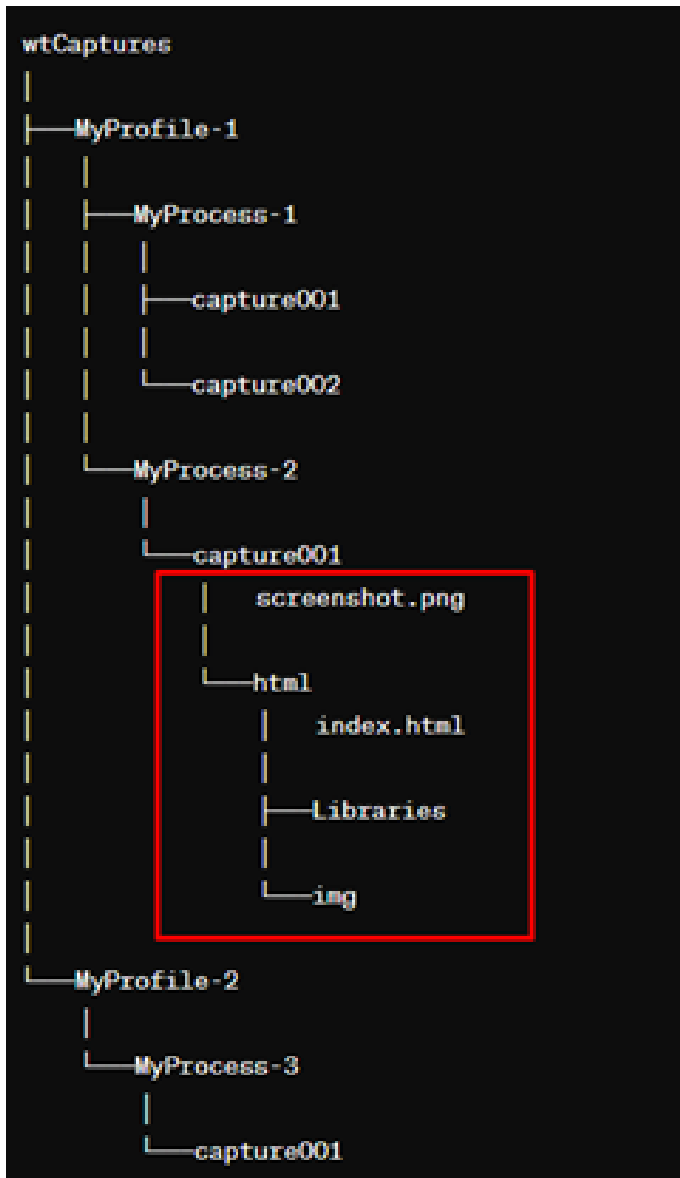 wtCaptures
MyProfile-1
MyProcess-1
capture001
capture002
MyProcess-2
capture001
screenshot.png
html
index.html
Libraries
img
MyProfile-2
MyProcess-3
capture001